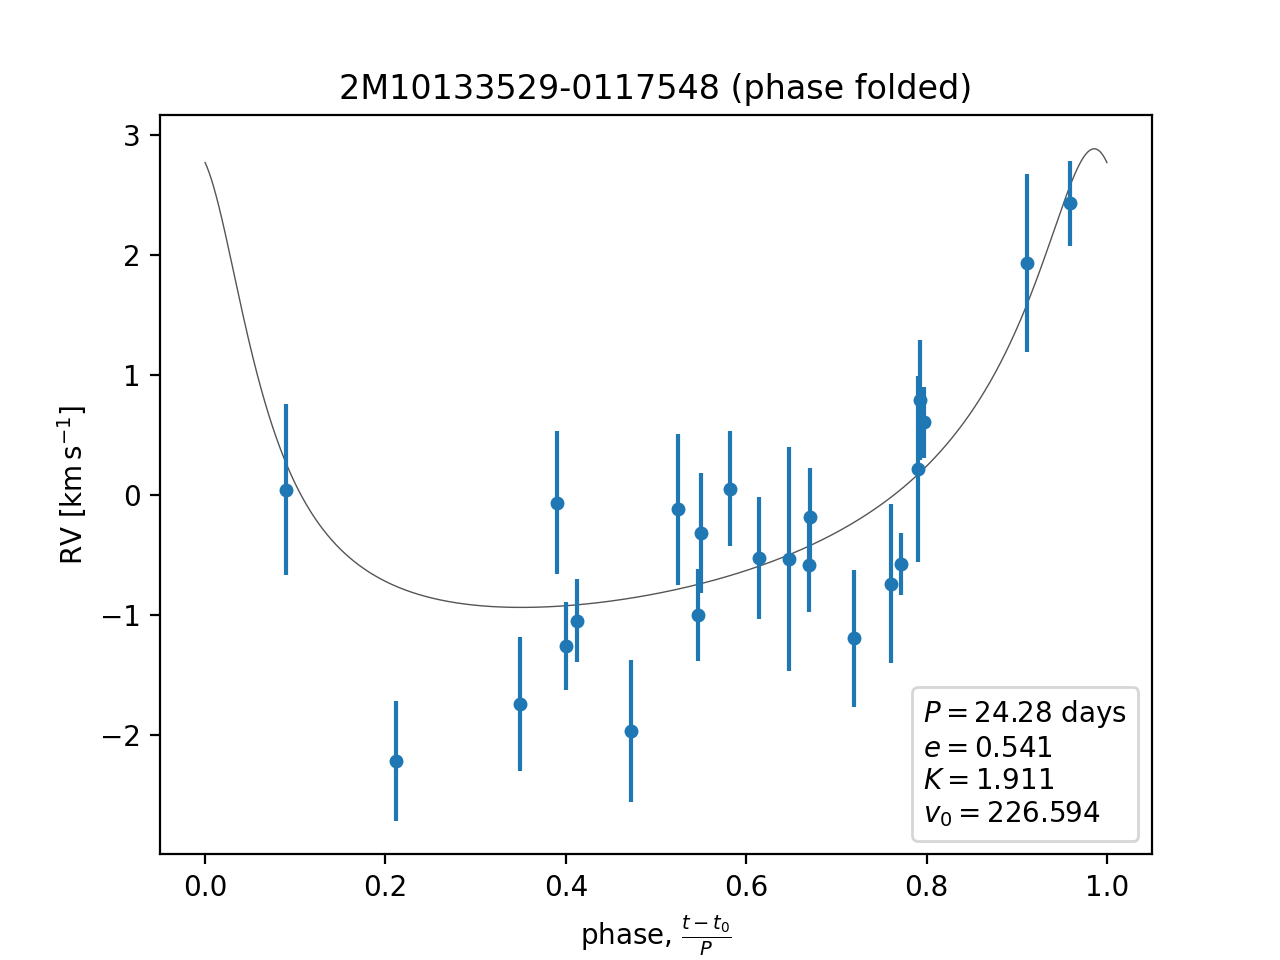 2M10133529-0117548 (phase folded)
RV [km s⁻¹]
3
2
1
0
−1
−2
0.0 0.2 0.4 0.6 0.8 1.0
phase, (t − t₀)/P
P = 24.28 days
e = 0.541
K = 1.911
v₀ = 226.594